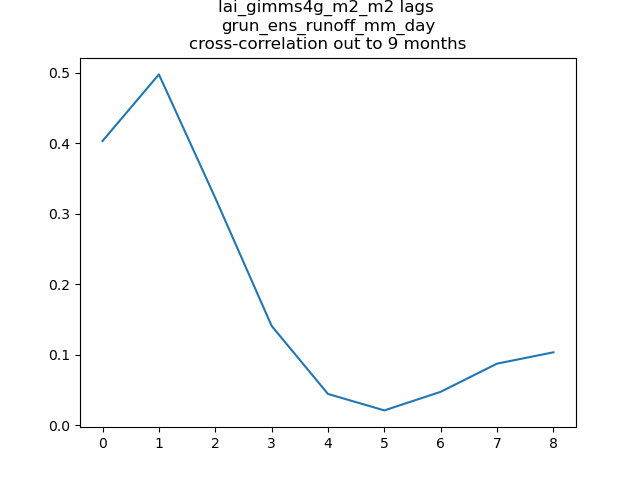 lai_gimms4g_m2_m2 lags
grun_ens_runoff_mm_day
cross-correlation out to 9 months
0.5
0.4
0.3
0.2
0.1
0.0
0 1 2 3 4 5 6 7 8